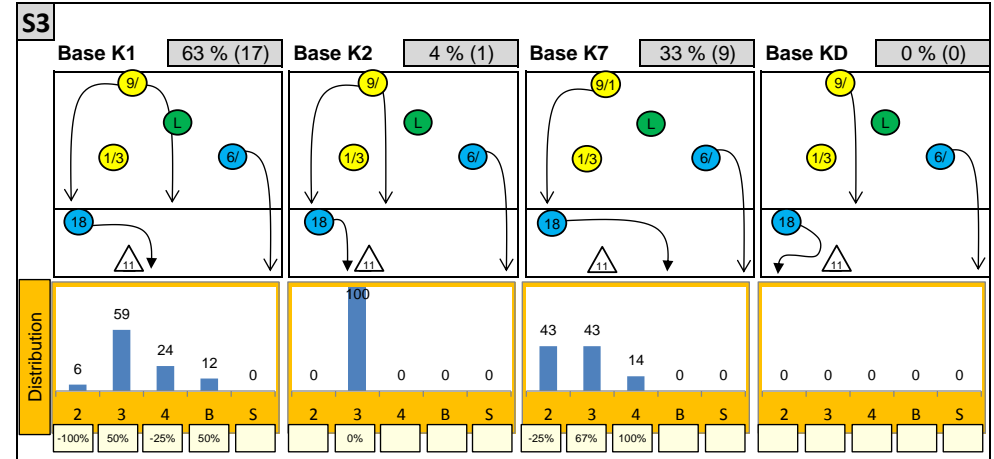 S3
Base K1 63 % (17) Base K2 4 % (1) Base K7 33 % (9) Base KD 0 % (0)
9/ 9/ 9/1 9/
L L L L
1/3 6/ 1/3 6/ 1/3 6/ 1/3 6/
18 18 18 18
11 11 11 11
Distribution
6 59 24 12 0 0 100 0 0 0 43 43 14 0 0 0 0 0 0 0
2 3 4 B S 2 3 4 B S 2 3 4 B S 2 3 4 B S
-100% 50% -25% 50% 0% -25% 67% 100%